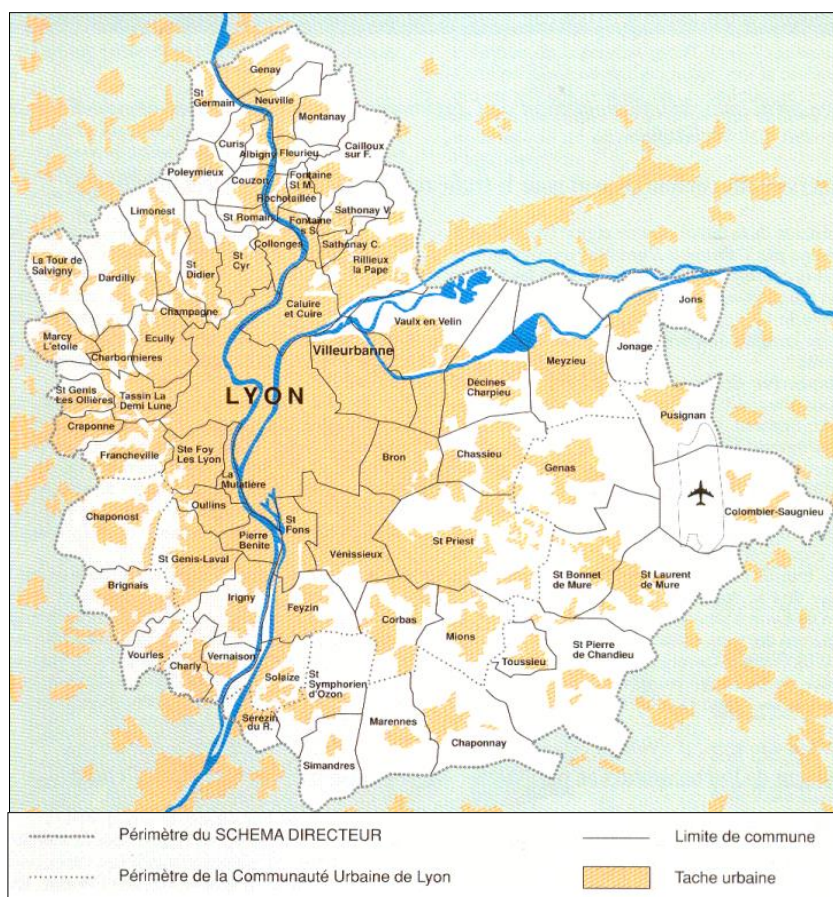 Genay
St
Germain
Neuville
Montanay
Curis
Albigny
Fleurieu
Cailloux
sur F.
Poleymieux
Couzon
Fontaine
St M.
Rochetaillée
Limonest
St Romain
Fontaine
s S.
Sathonay V.
Collonges
Sathonay C.
La Tour de
Salvigny
Dardilly
St
Didier
St
Cyr
Rillieux
la Pape
Champagne
Caluire
et Cuire
Vaulx en Velin
Jons
Marcy
L'etoile
Ecully
Charbonnieres
Villeurbanne
Meyzieu
Jonage
St Genis
Les Ollières
Tassin La
Demi Lune
LYON
Décines
Charpieu
Pusignan
Craponne
Francheville
Ste Foy
Les Lyon
Bron
Chassieu
Genas
La
Mulatière
Chaponost
Oullins
Colombier-Saugnieu
Pierre
Benite
St
Fons
St Genis-Laval
Vénissieux
St Priest
Brignais
Irigny
Feyzin
St Bonnet
de Mure
St Laurent
de Mure
Corbas
Mions
Vourles
Charly
Vernaison
Toussieu
St Pierre
de Chandieu
Solaize
St
Symphorien
d'Ozon
Serezin
du R.
Marennes
Chaponnay
Simandres
Périmètre du SCHEMA DIRECTEUR
Limite de commune
Périmètre de la Communauté Urbaine de Lyon
Tache urbaine